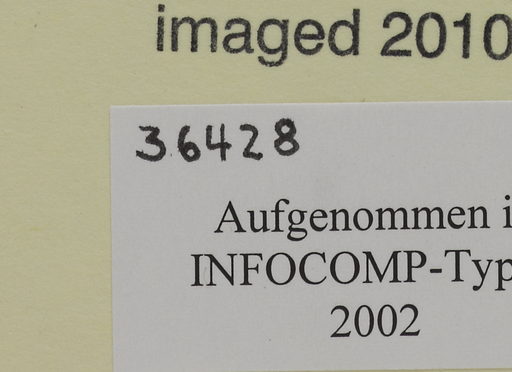 imaged 2010
36428
Aufgenommen i
INFOCOMP-Typ
2002